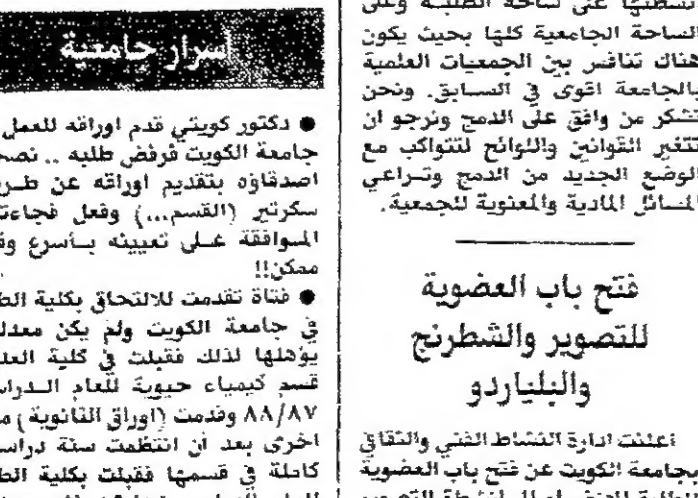 أنشطتها على ساحة الطلبة وعلى
الساحة الجامعية كلها بحيث يكون
هناك تنافس بين الجمعيات العلمية
بالجامعة اقوى في السابق. ونحن
نشكر من وافق على الدمج ونرجو ان
تتغير القوانين واللوائح لتتواكب مع
الوضع الجديد من الدمج وتراعي
المسائل المادية والمعنوية للجمعية.
فتح باب العضوية
للتصوير والشطرنج
والبلياردو
اعلنت ادارة النشاط الفني والثقافي
بجامعة الكويت عن فتح باب العضوية
اسرار جامعية
● دكتور كويتي قدم اوراقه للعمل
جامعة الكويت فرفض طلبه .. نصح
اصدقاؤه بتقديم اوراقه عن طر
سكرتير (القسم...) وفعل فجاءت
الموافقة على تعيينه بأسرع وق
ممكن!!
● فتاة تقدمت للالتحاق بكلية الط
في جامعة الكويت ولم يكن معدل
يؤهلها لذلك فقبلت في كلية العل
قسم كيمياء حيوية للعام الدراس
٨٨/٨٧ وقدمت (اوراق الثانوية) م
اخرى بعد أن انتظمت سنة دراس
كاملة في قسمها فقبلت بكلية الط